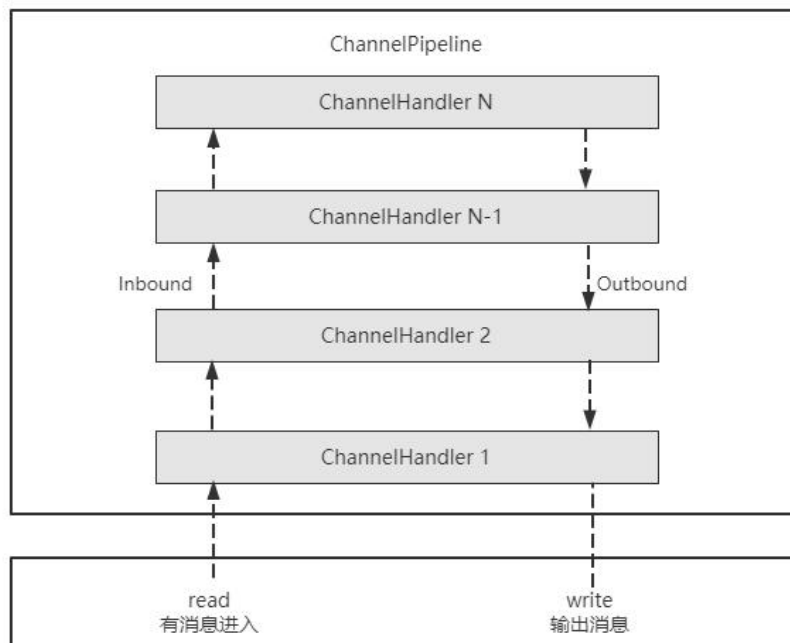 ChannelPipeline
ChannelHandler N
ChannelHandler N-1
Inbound
Outbound
ChannelHandler 2
ChannelHandler 1
read
有消息进入
write
输出消息